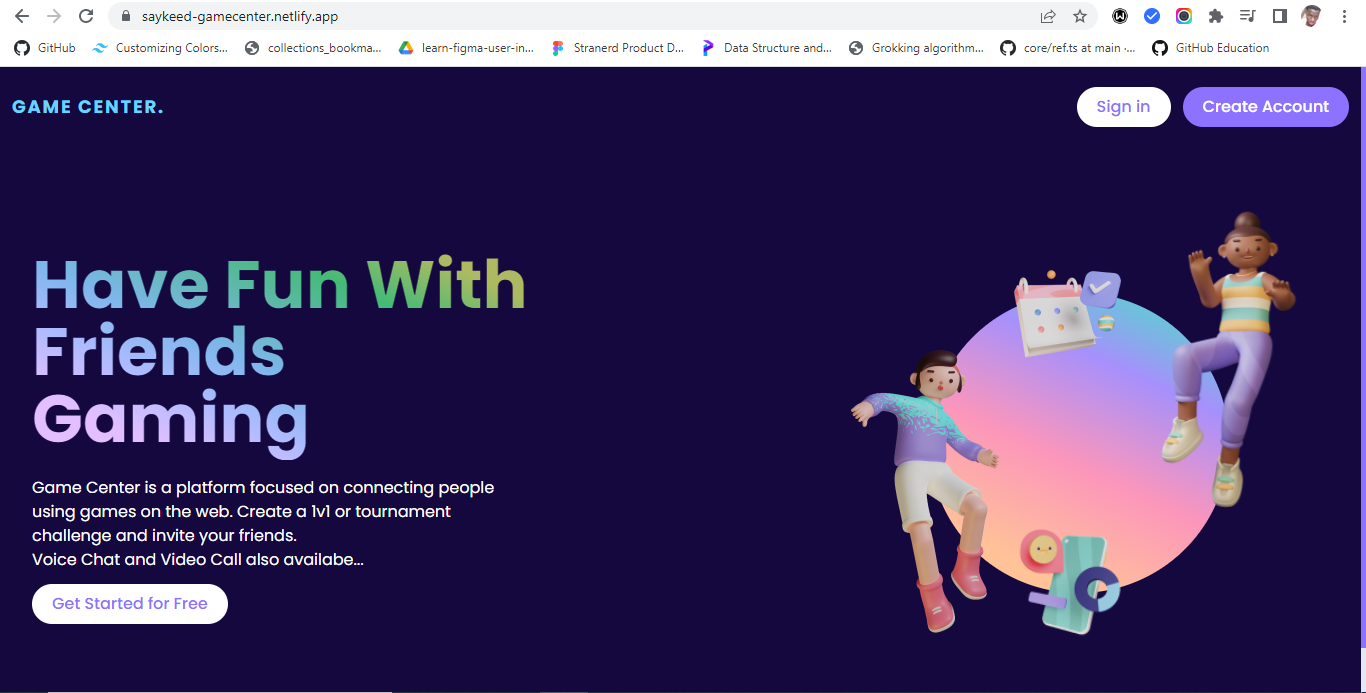 saykeed-gamecenter.netlify.app
GitHub Customizing Colors... collections_bookma... learn-figma-user-in... Stranerd Product D... Data Structure and... Grokking algorithm... core/ref.ts at main ·... GitHub Education
GAME CENTER. Sign in Create Account
Have Fun With
Friends
Gaming
Game Center is a platform focused on connecting people
using games on the web. Create a 1v1 or tournament
challenge and invite your friends.
Voice Chat and Video Call also availabe...
Get Started for Free